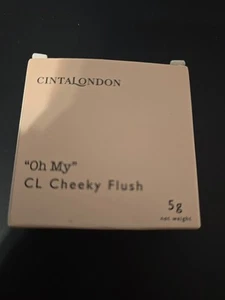 CINTALONDON
"Oh My"
CL Cheeky Flush
5g
net weight